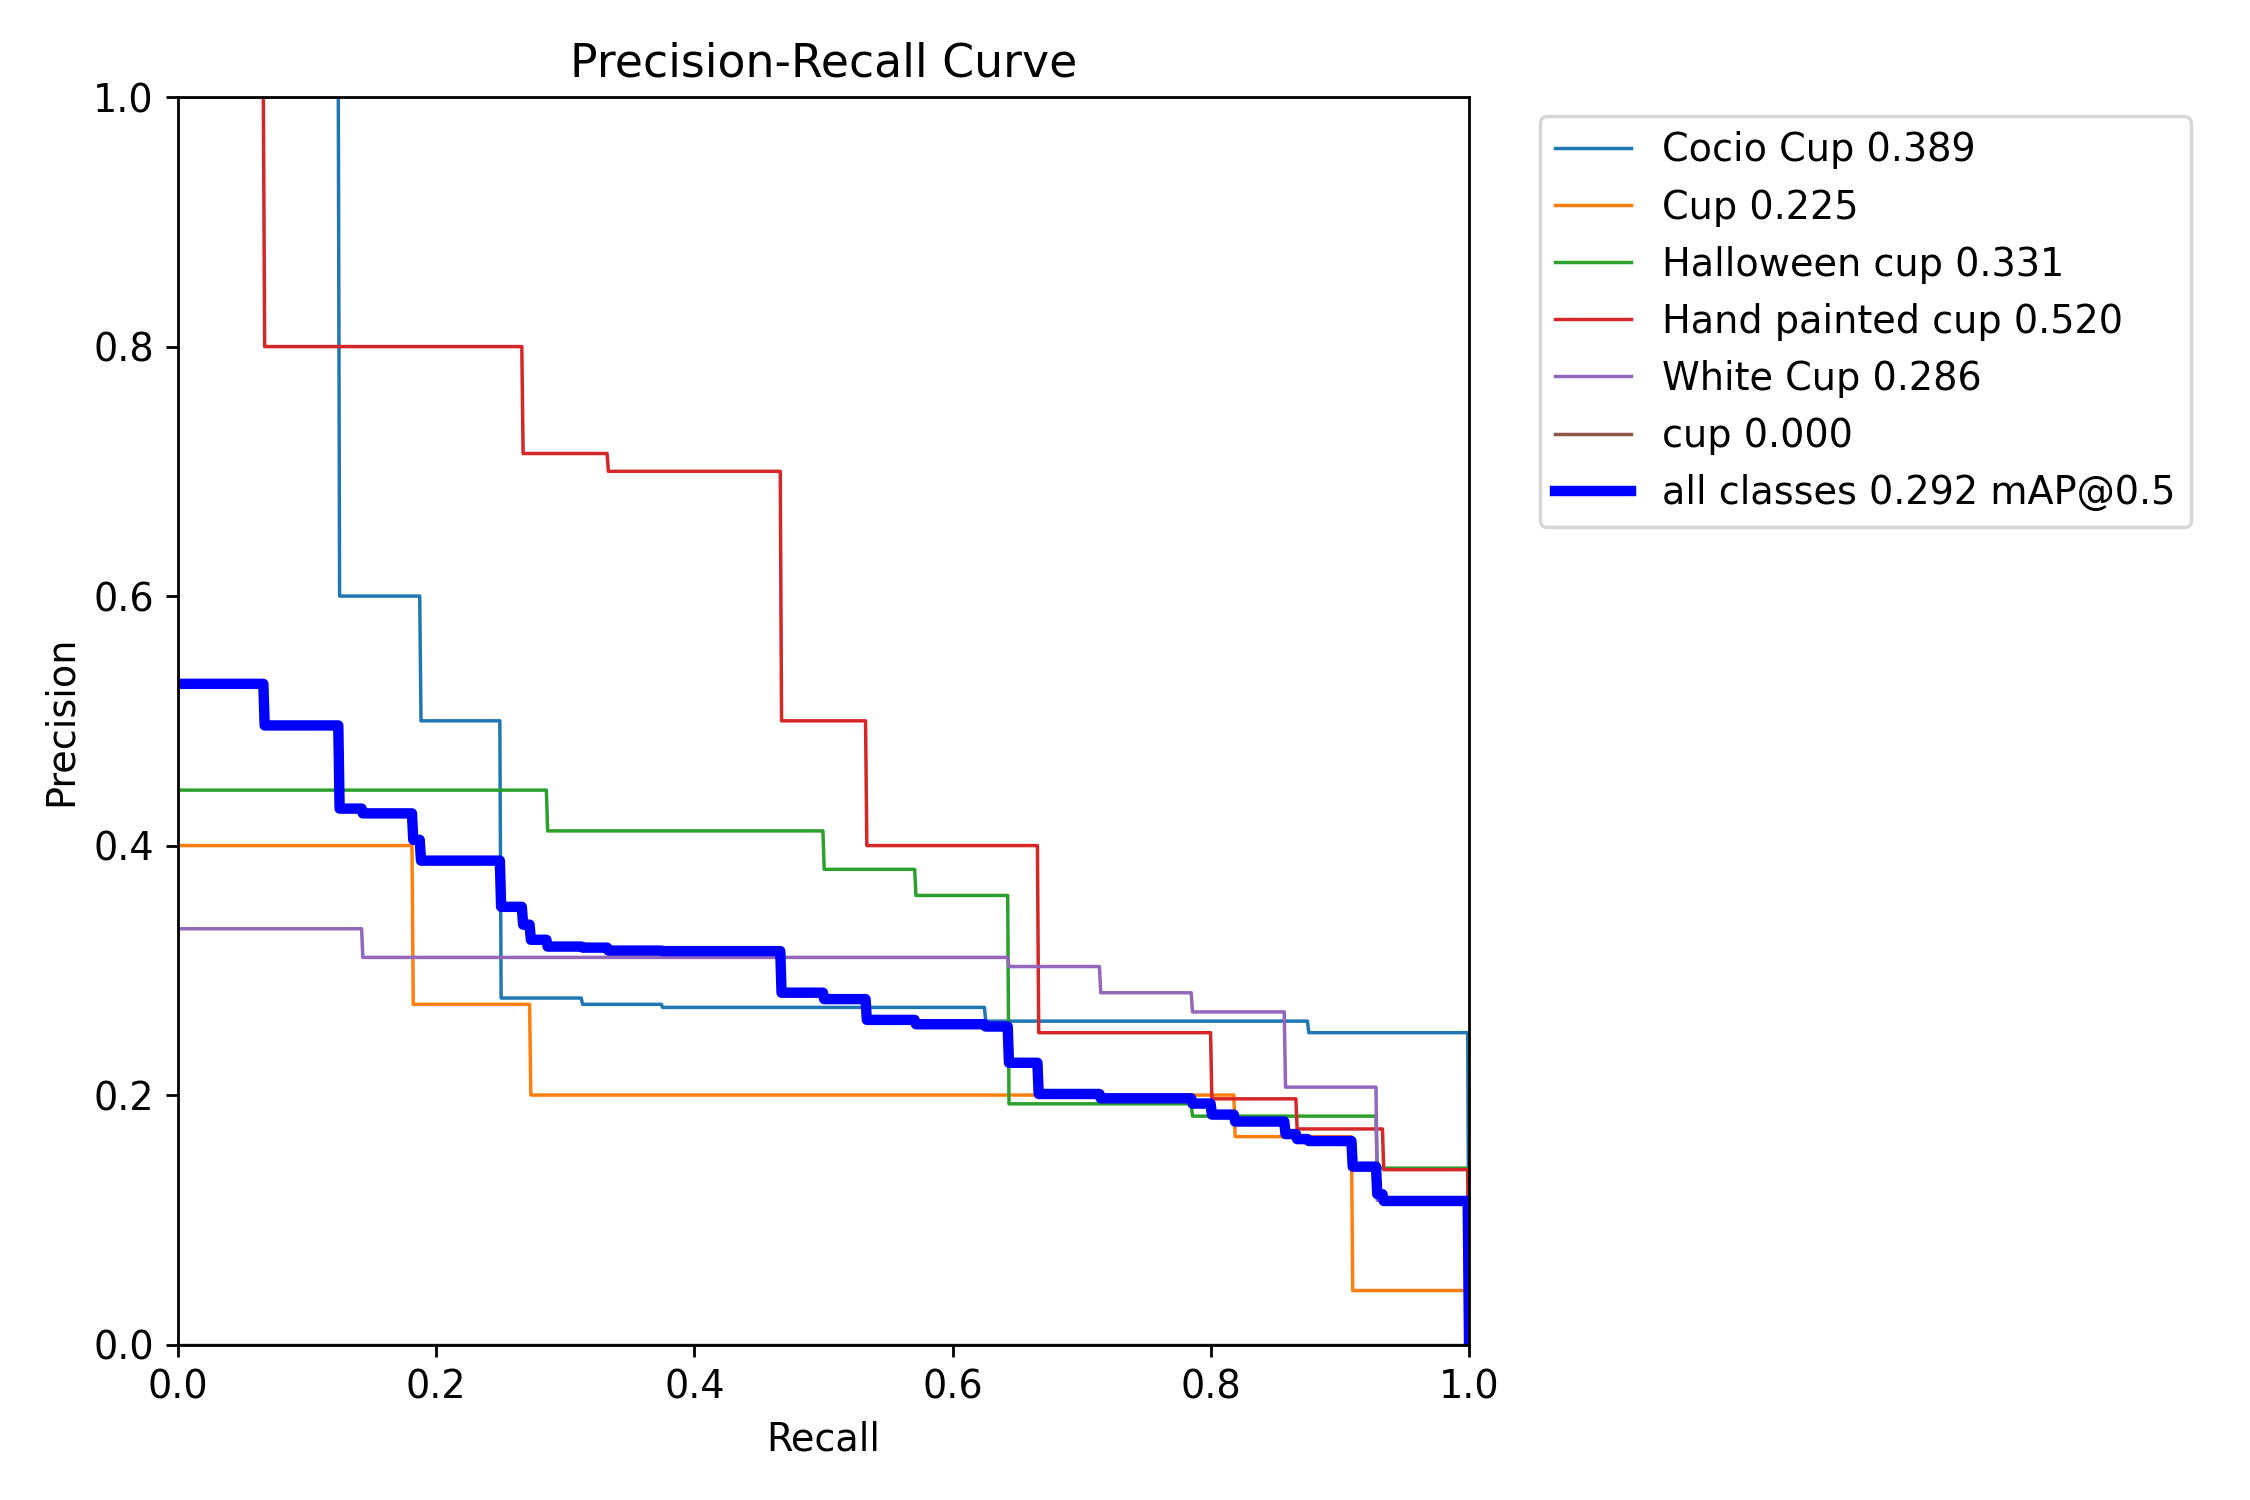 Precision-Recall Curve
1.0
0.8
0.6
0.4
0.2
0.0
Precision
0.0 0.2 0.4 0.6 0.8 1.0
Recall
Cocio Cup 0.389
Cup 0.225
Halloween cup 0.331
Hand painted cup 0.520
White Cup 0.286
cup 0.000
all classes 0.292 mAP@0.5